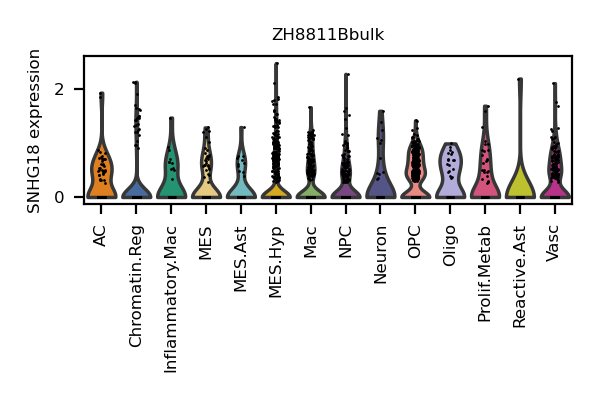 ZH8811Bbulk
SNHG18 expression
2
0
AC
Chromatin.Reg
Inflammatory.Mac
MES
MES.Ast
MES.Hyp
Mac
NPC
Neuron
OPC
Oligo
Prolif.Metab
Reactive.Ast
Vasc